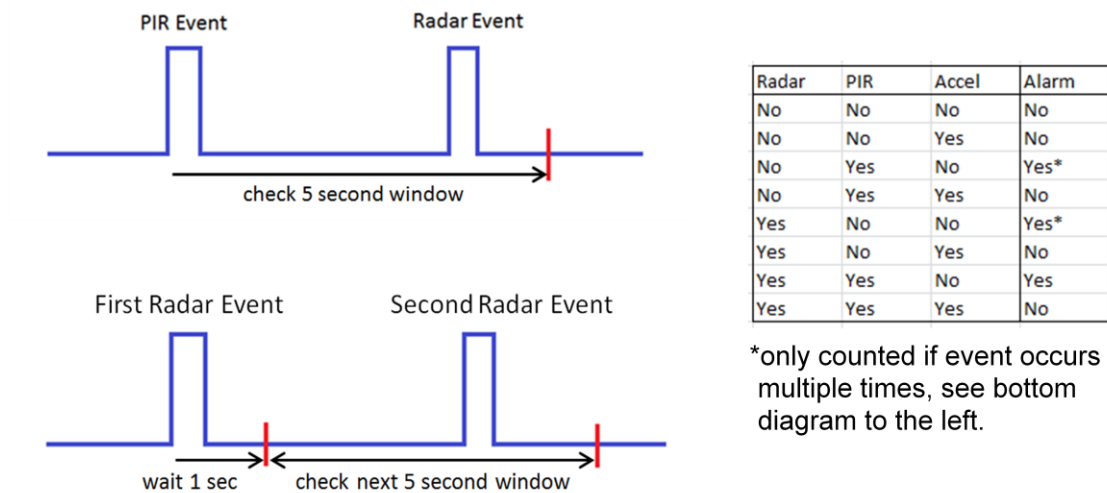 PIR Event
Radar Event
check 5 second window
First Radar Event
Second Radar Event
wait 1 sec
check next 5 second window
Radar PIR Accel Alarm
No No No No
No No Yes No
No Yes No Yes*
No Yes Yes No
Yes No No Yes*
Yes No Yes No
Yes Yes No Yes
Yes Yes Yes No
*only counted if event occurs
multiple times, see bottom
diagram to the left.